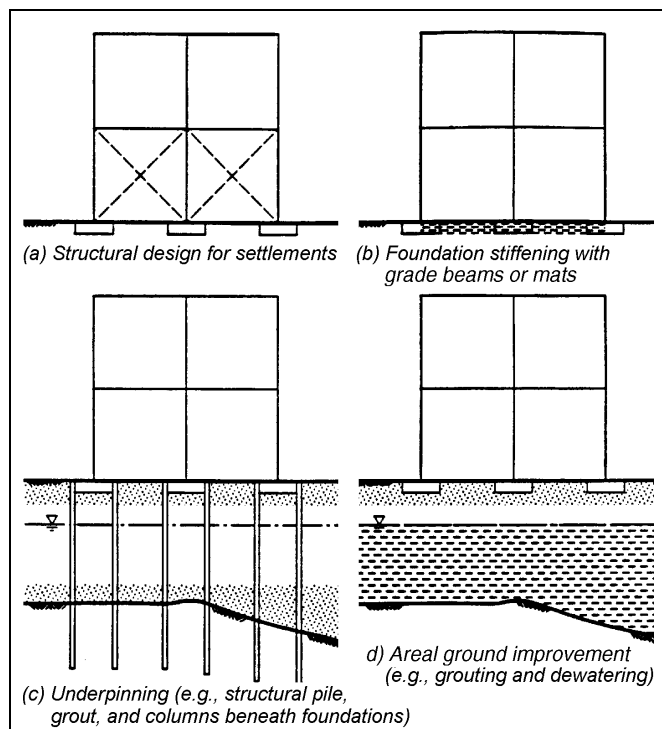 (a) Structural design for settlements
(b) Foundation stiffening with
grade beams or mats
(c) Underpinning (e.g., structural pile,
grout, and columns beneath foundations)
d) Areal ground improvement
(e.g., grouting and dewatering)